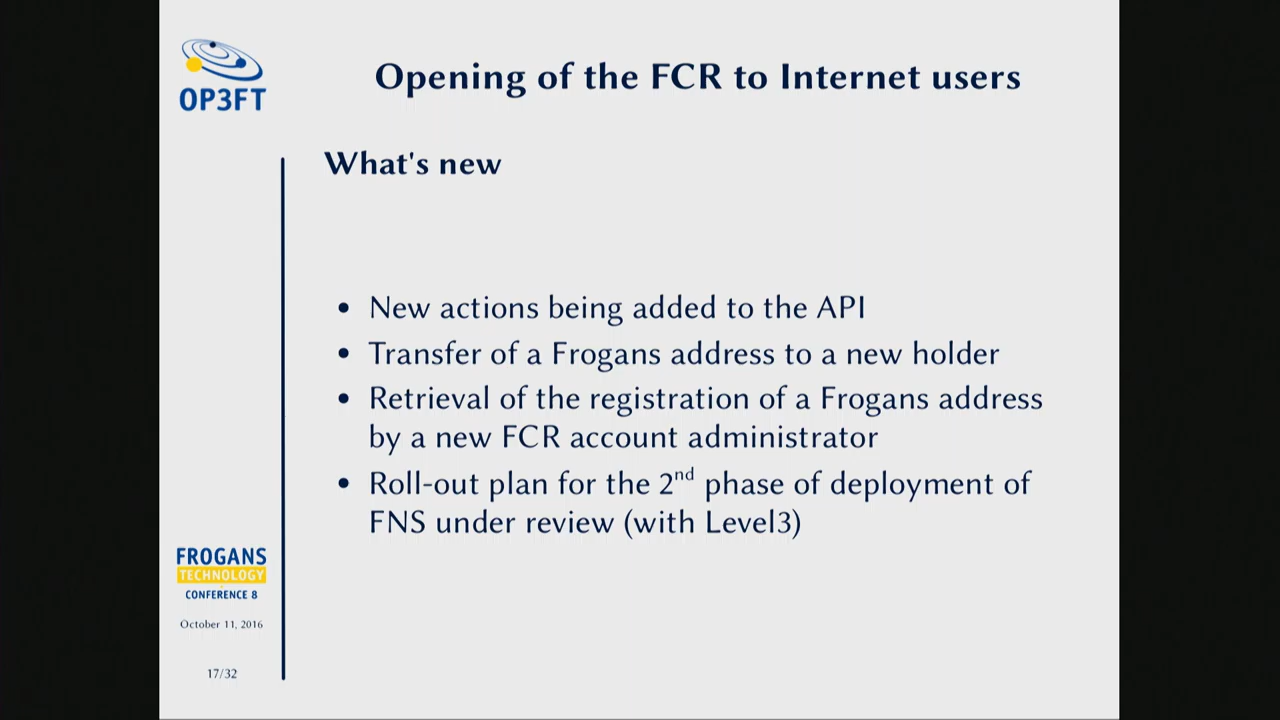 OP3FT
Opening of the FCR to Internet users
What's new
• New actions being added to the API
• Transfer of a Frogans address to a new holder
• Retrieval of the registration of a Frogans address
by a new FCR account administrator
• Roll-out plan for the 2nd phase of deployment of
FNS under review (with Level3)
FROGANS
TECHNOLOGY
CONFERENCE 8
October 11, 2016
17/32